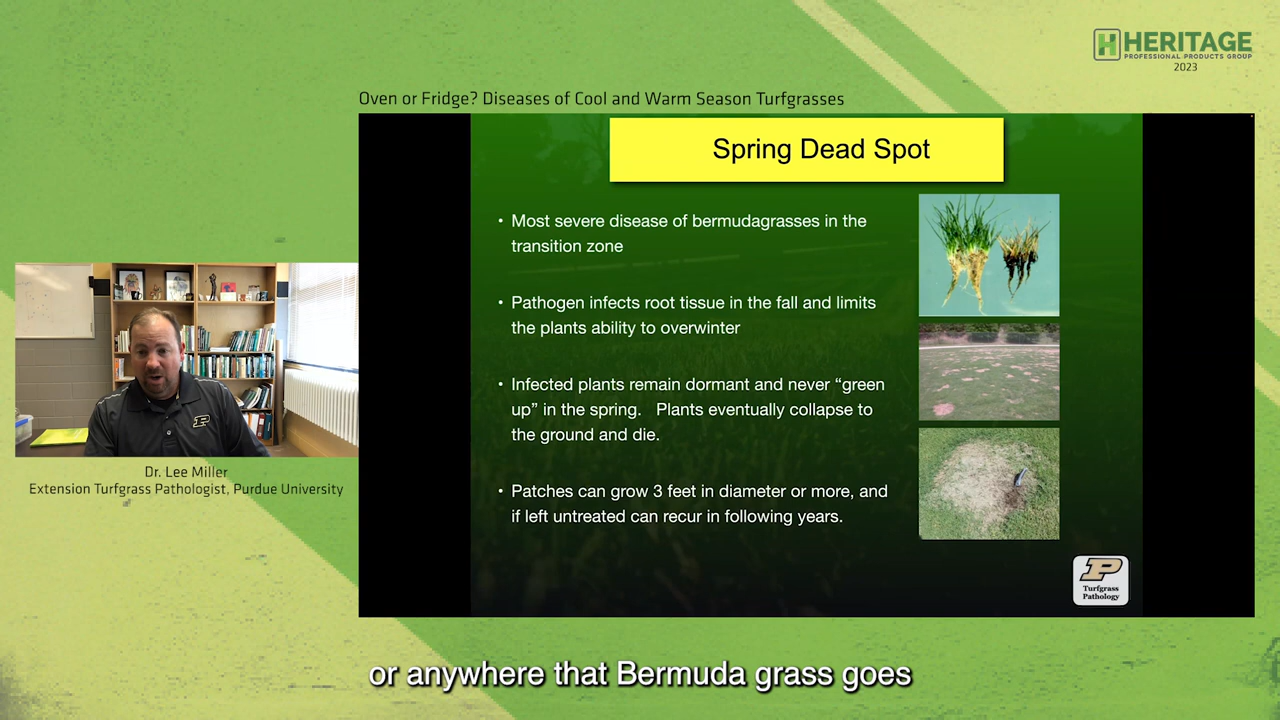 HERITAGE
PROFESSIONAL PRODUCTS GROUP
2023
Oven or Fridge? Diseases of Cool and Warm Season Turfgrasses
Spring Dead Spot
• Most severe disease of bermudagrasses in the
transition zone
• Pathogen infects root tissue in the fall and limits
the plants ability to overwinter
• Infected plants remain dormant and never “green
up” in the spring. Plants eventually collapse to
the ground and die.
• Patches can grow 3 feet in diameter or more, and
if left untreated can recur in following years.
P
Dr. Lee Miller
Extension Turfgrass Pathologist, Purdue University
P
Turfgrass
Pathology
or anywhere that Bermuda grass goes